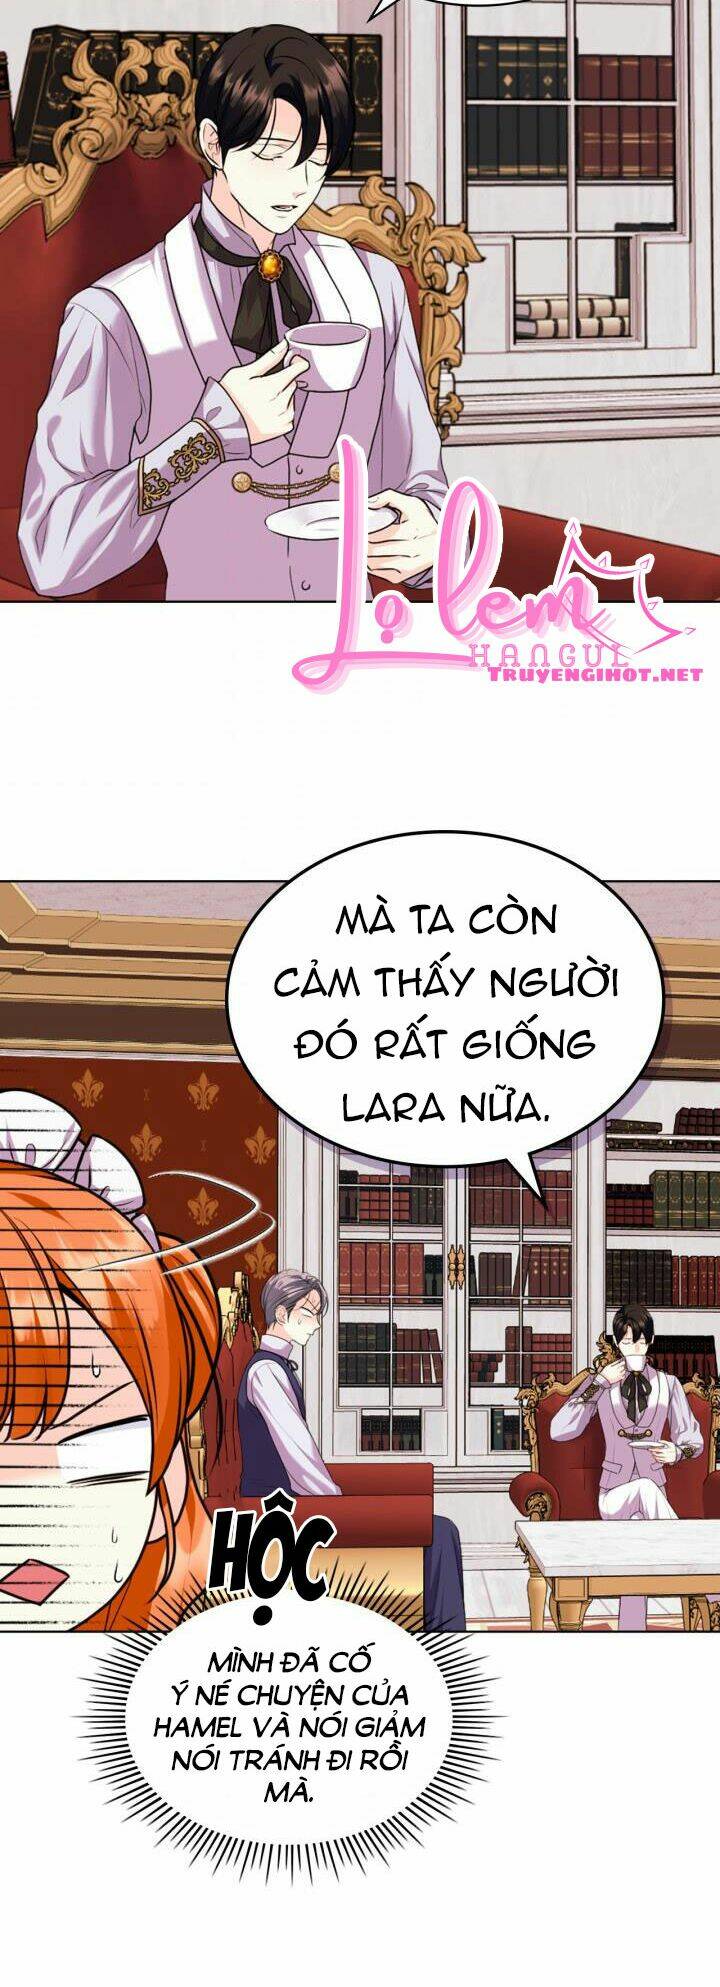 Lọ lem
HANGUL
TRUYENGIHOT.NET
MÀ TA CÒN
CẢM THẤY NGƯỜI
ĐÓ RẤT GIỐNG
LARA NỮA.
HỘC
MÌNH ĐÃ CỐ
Ý NÉ CHUYỆN CỦA
HAMEL VÀ NÓI GIẢM
NÓI TRÁNH ĐI RỒI
MÀ.